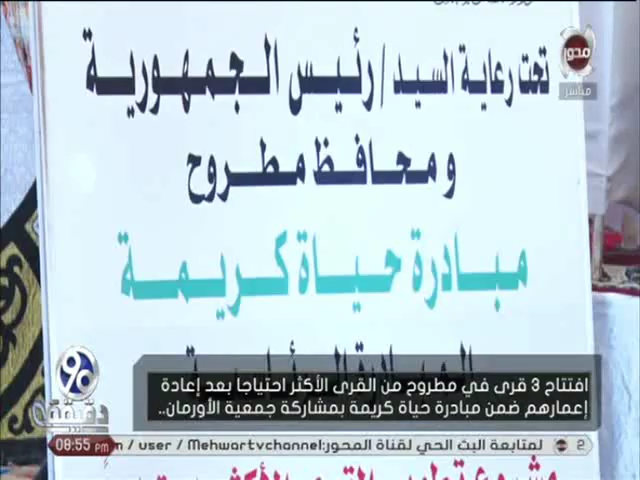 محور
مباشر
تحت رعاية السيد / رئيس الجمهورية
ومحافظ مطروح
مبادرة حياة كريمة
افتتاح 3 قرى في مطروح من القرى الأكثر احتياجا بعد إعادة
إعمارهم ضمن مبادرة حياة كريمة بمشاركة جمعية الأورمان..
90
دقيقة
08:55 pm
m / user / Mehwartvchannel:لمتابعة البث الحي لقناة المحور
2